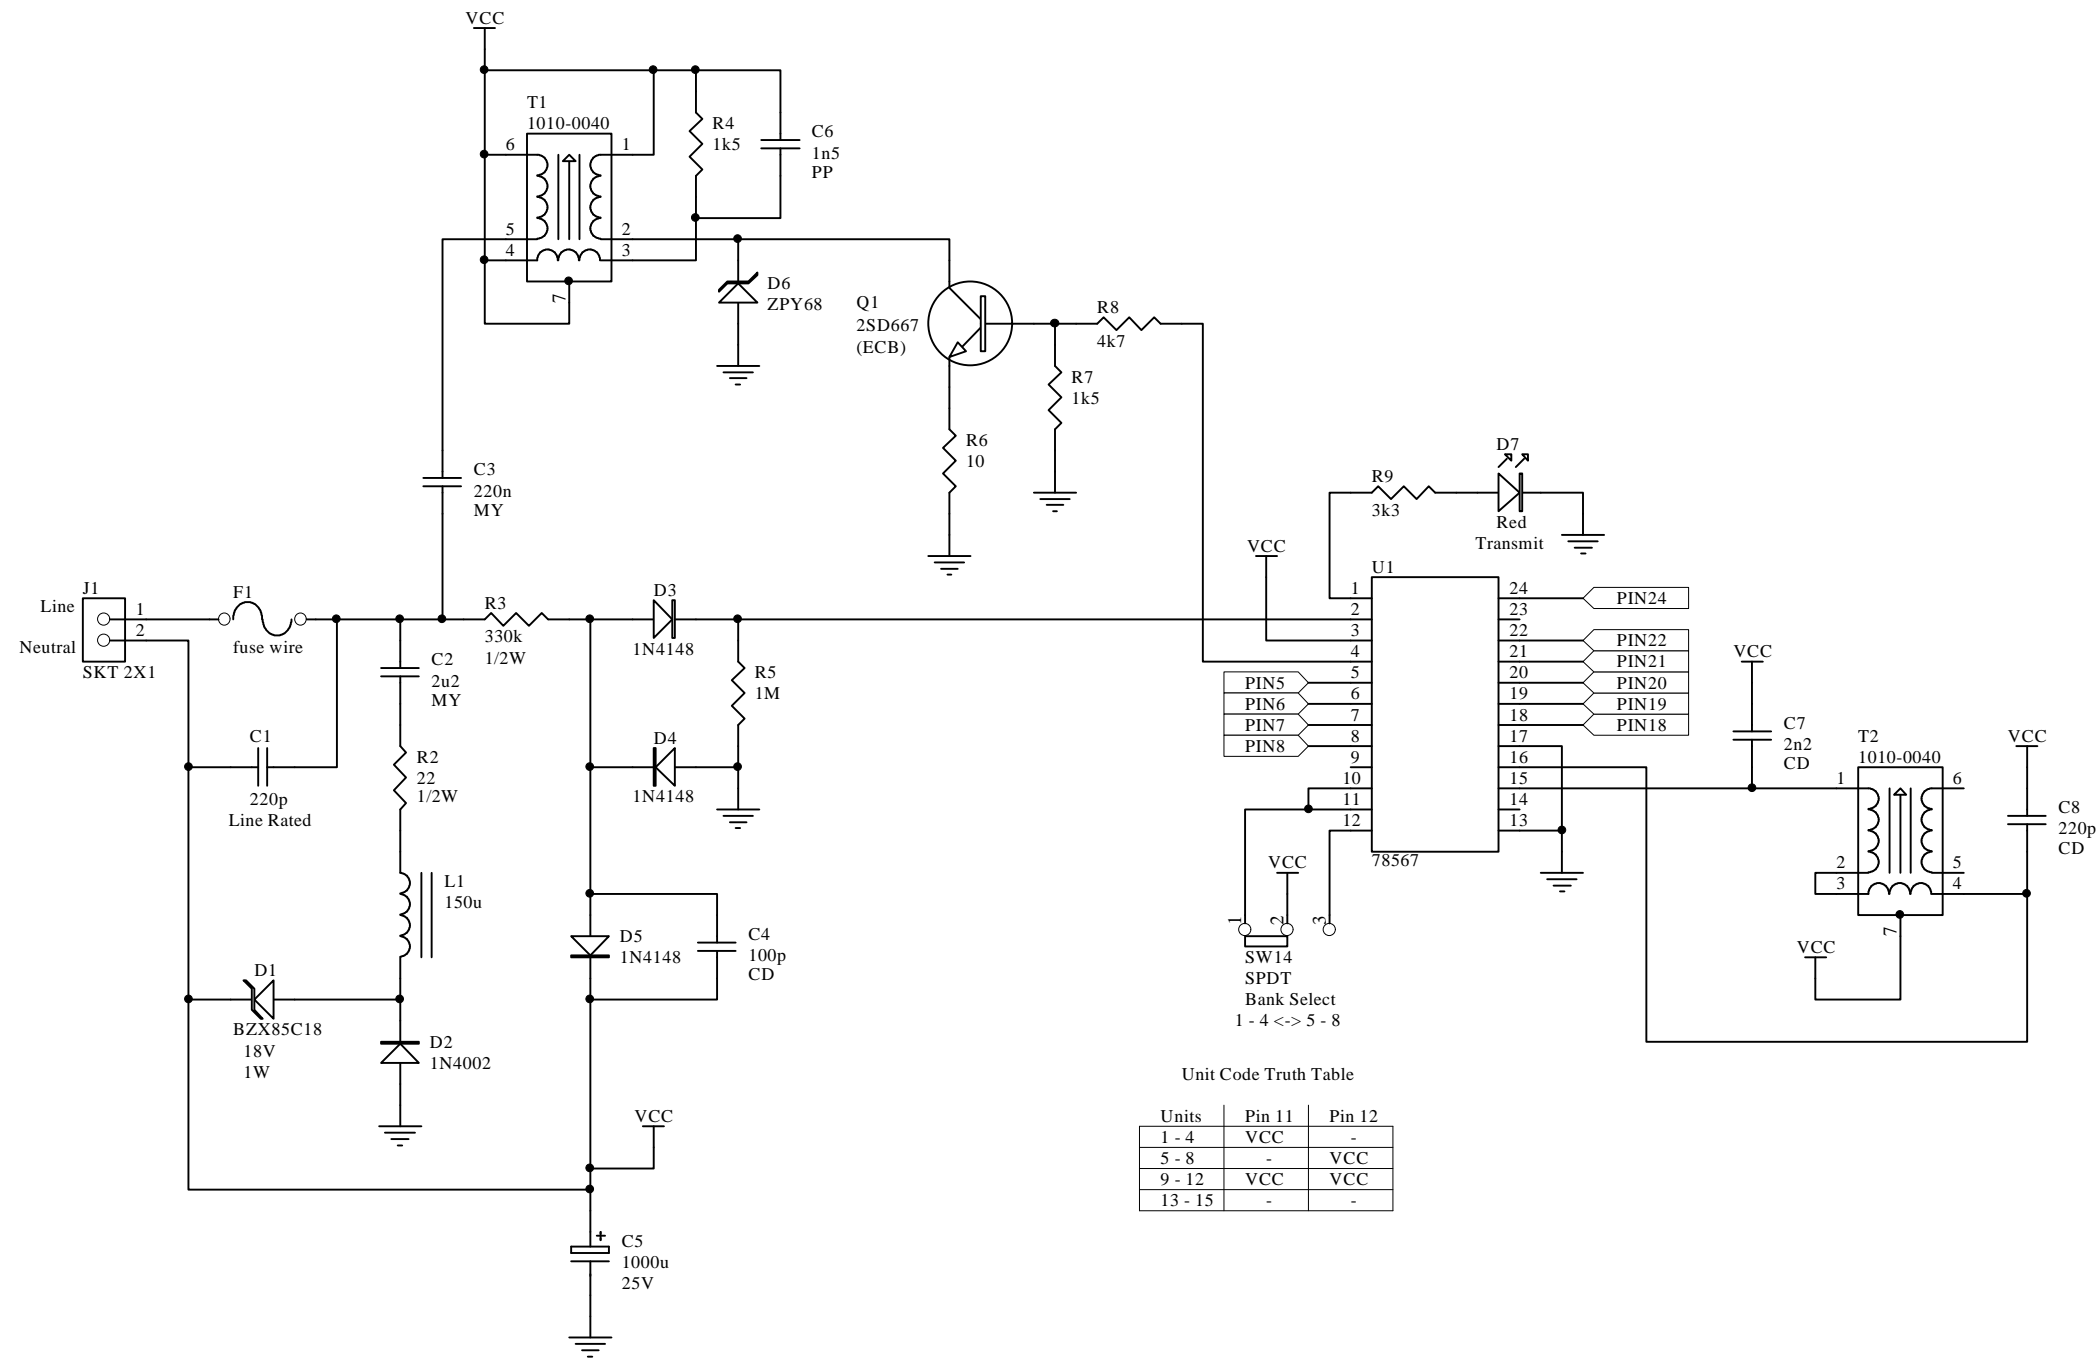 VCC
T1
1010-0040
6
1
5
2
4
3
7
R4
1k5
C6
1n5
PP
D6
ZPY68
Q1
2SD667
(ECB)
R8
4k7
R7
1k5
R6
10
C3
220n
MY
R9
3k3
D7
Red
Transmit
VCC
J1
Line
Neutral
1
2
SKT 2X1
F1
fuse wire
C1
220p
Line Rated
C2
2u2
MY
R2
22
1/2W
L1
150u
D1
BZX85C18
18V
1W
D2
1N4002
R3
330k
1/2W
D3
1N4148
R5
1M
D4
1N4148
D5
1N4148
C4
100p
CD
VCC
C5
+
1000u
25V
U1
1
2
3
4
5
6
7
8
9
10
11
12
24
23
22
21
20
19
18
17
16
15
14
13
78567
PIN5
PIN6
PIN7
PIN8
PIN24
PIN22
PIN21
PIN20
PIN19
PIN18
VCC
1
2
3
SW14
SPDT
Bank Select
1 - 4 <-> 5 - 8
VCC
C7
2n2
CD
T2
1010-0040
1
6
2
5
3
4
7
VCC
VCC
C8
220p
CD
Unit Code Truth Table
Units Pin 11 Pin 12
1 - 4 VCC -
5 - 8 - VCC
9 - 12 VCC VCC
13 - 15 - -